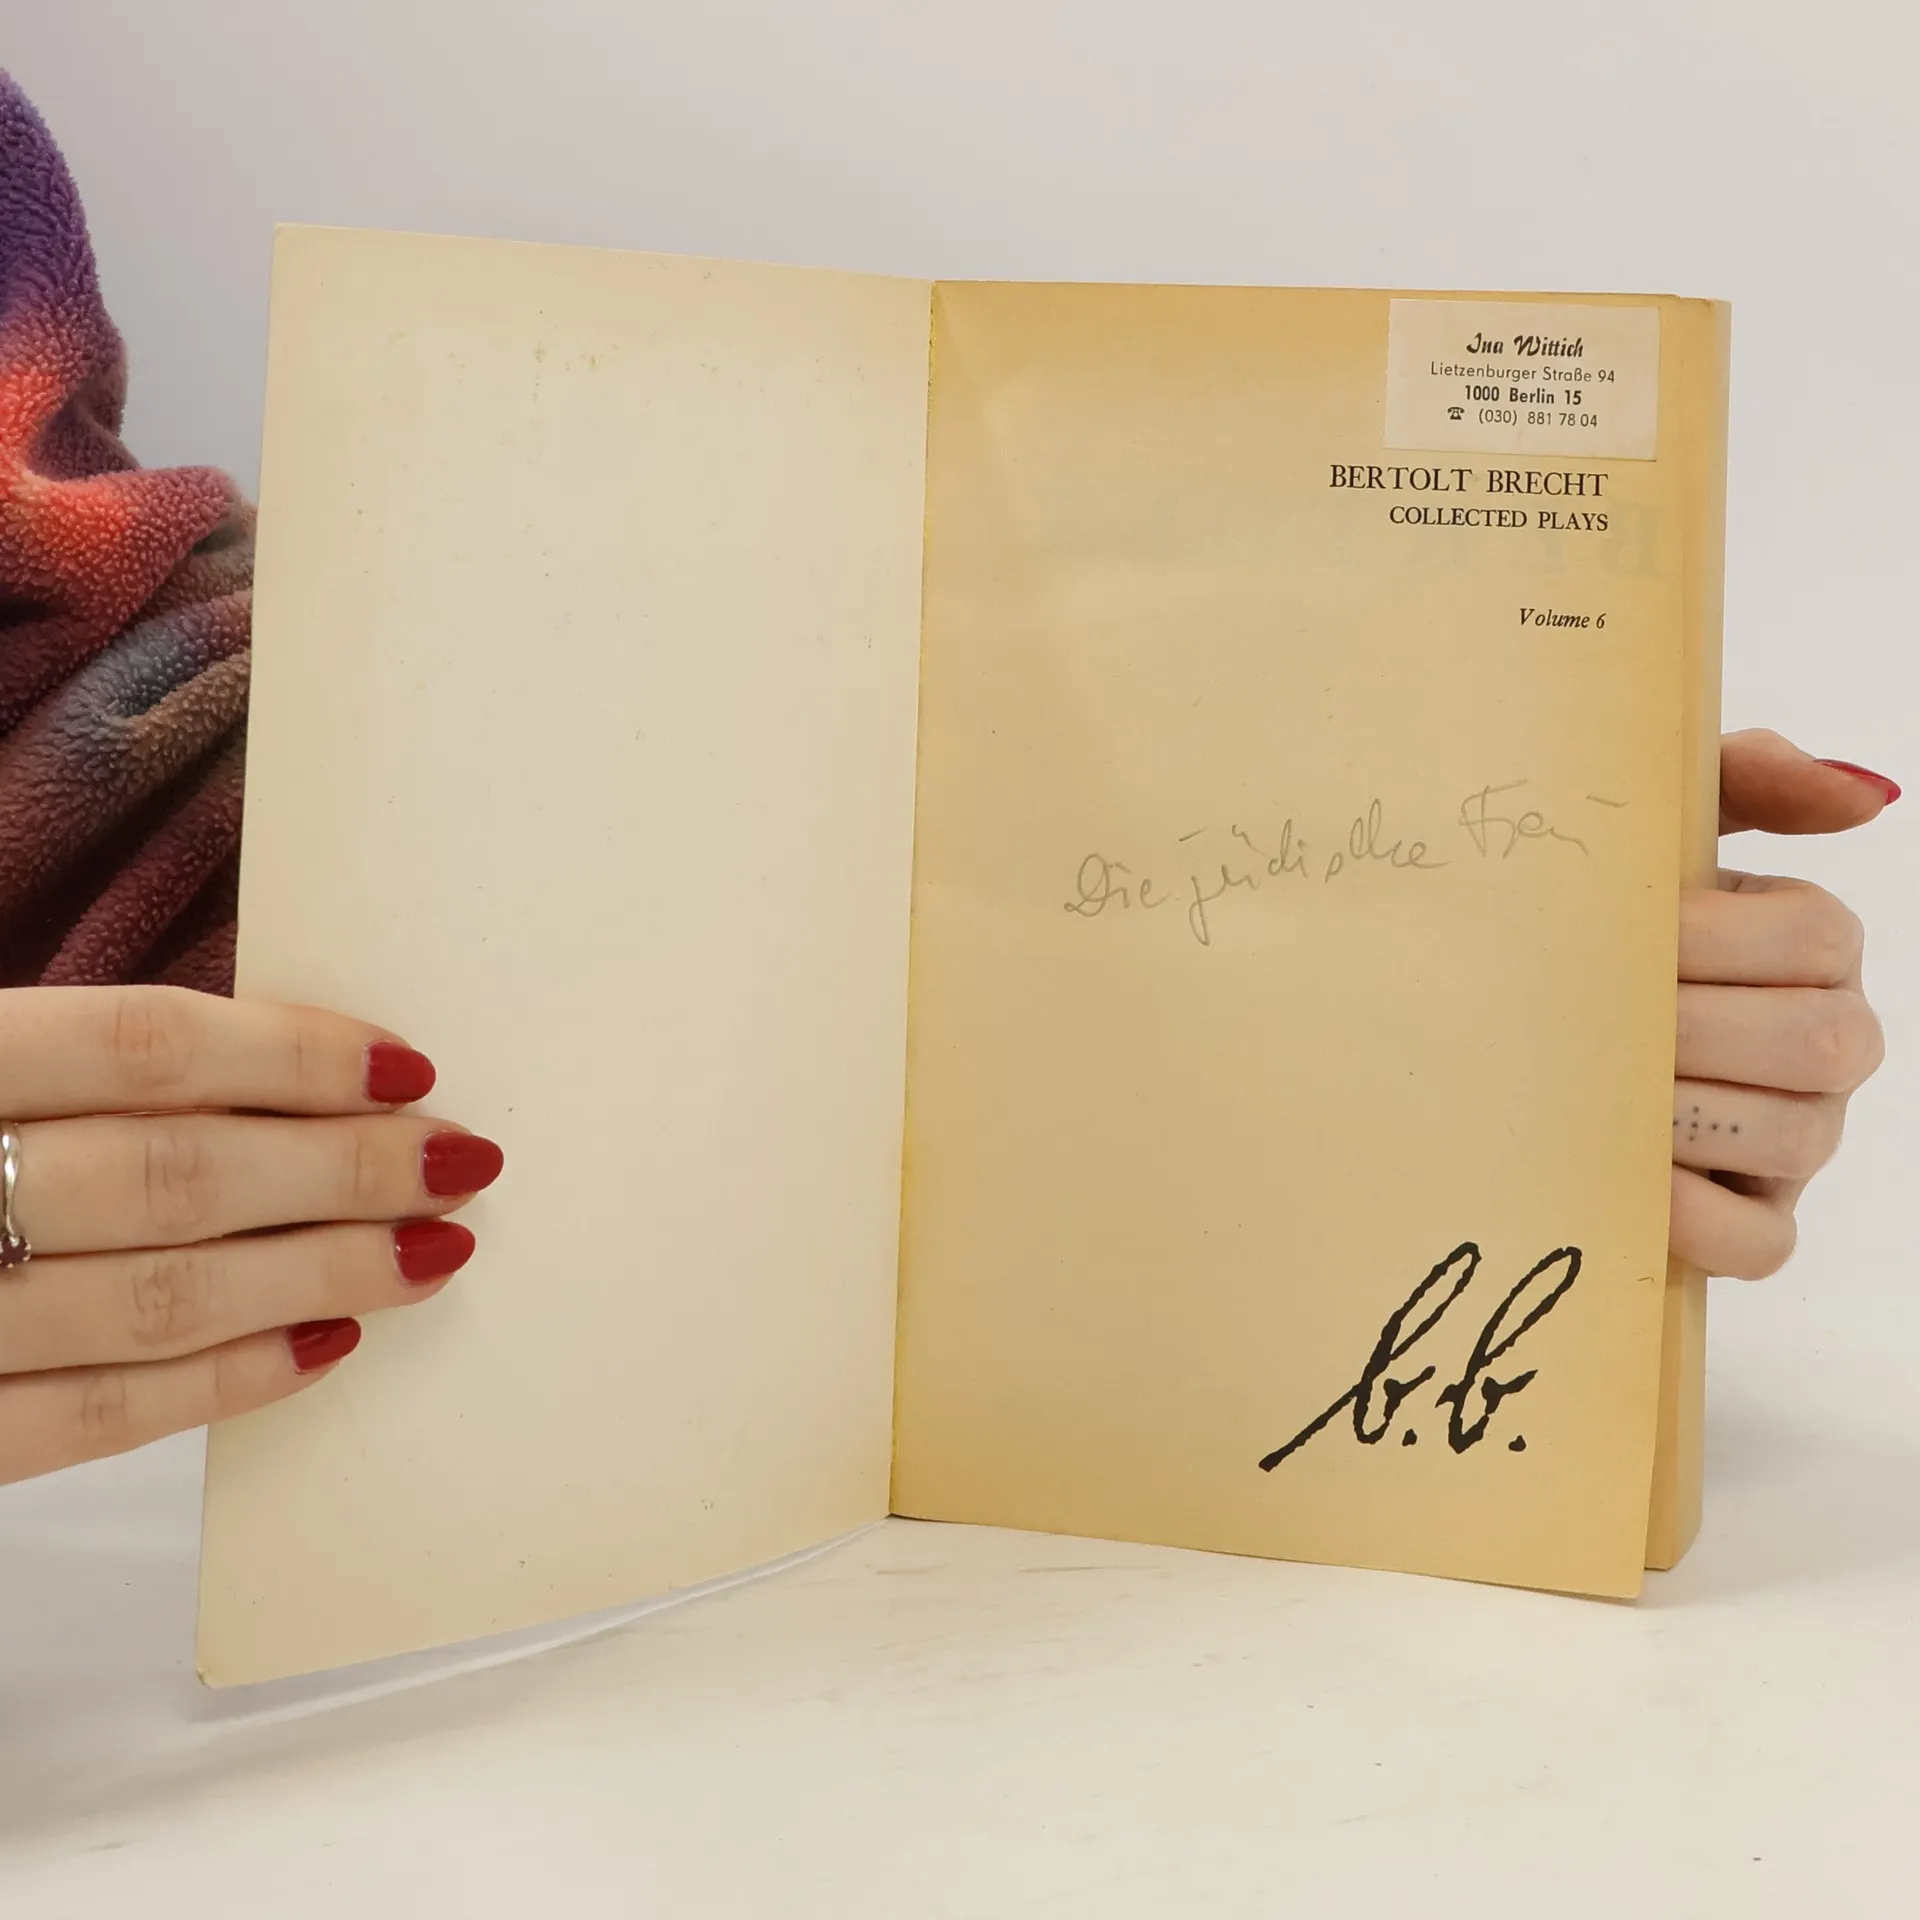 Ina Wittich
Lietzenburger Straße 94
1000 Berlin 15
☎ (030) 881 78 04
BERTOLT BRECHT
COLLECTED PLAYS
Volume 6
Die jüdische Frau
b.b.